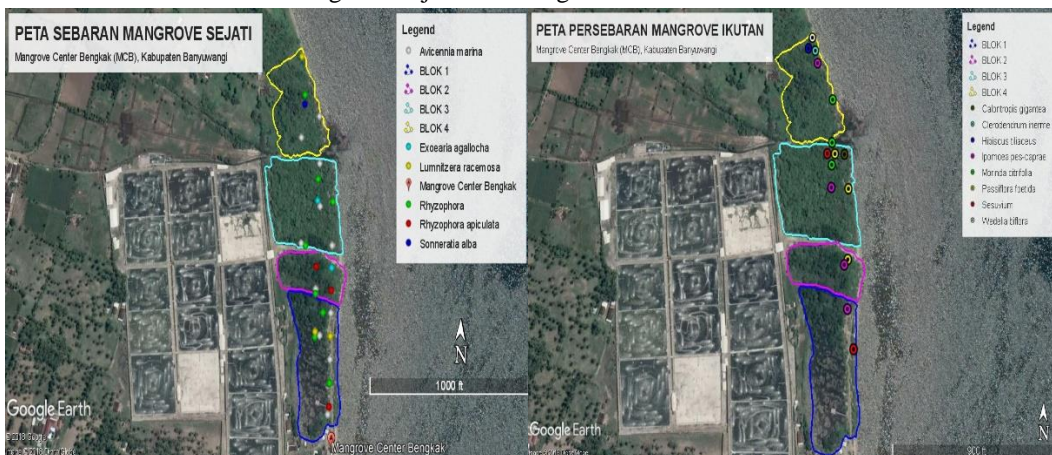 PETA SEBARAN MANGROVE SEJATI
Mangrove Center Bengkak (MCB), Kabupaten Banyuwangi
Legend
Avicennia marina
BLOK 1
BLOK 2
BLOK 3
BLOK 4
Exoearia agallocha
Lumnitzera racemosa
Mangrove Center Bengkak
Rhyzophora
Rhyzophora apiculata
Sonneratia alba
N
1000 ft
Google Earth
Mangrove Center Bengkak
PETA PERSEBARAN MANGROVE IKUTAN
Mangrove Center Bengkak (MCB), Kabupaten Banyuwangi
Legend
BLOK 1
BLOK 2
BLOK 3
BLOK 4
Calortropis gigantea
Clerodendrum inerme
Hibiscus tiliaceus
Ipomoea pes-caprae
Morinda citrifolia
Passiflora foetida
Sesuvium
Wedelia biflora
N
900 ft
Google Earth